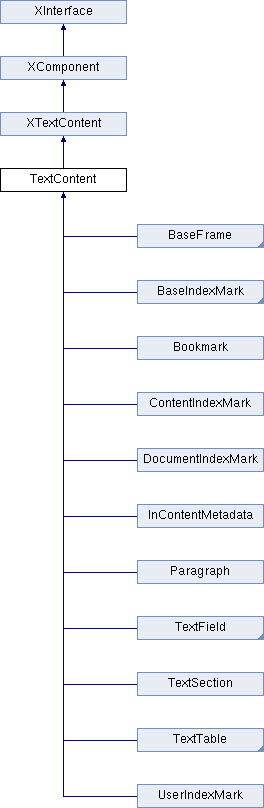 XInterface
XComponent
XTextContent
TextContent
BaseFrame
BaseIndexMark
Bookmark
ContentIndexMark
DocumentIndexMark
InContentMetadata
Paragraph
TextField
TextSection
TextTable
UserIndexMark